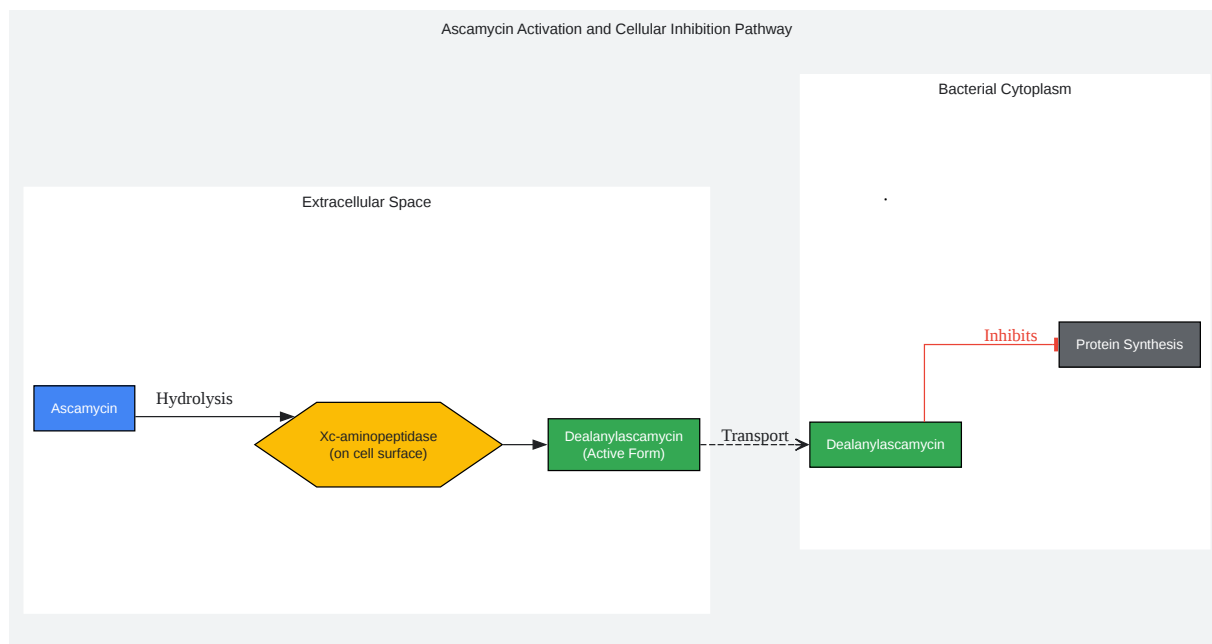 Ascamycin Activation and Cellular Inhibition Pathway
Bacterial Cytoplasm
Extracellular Space
Inhibits
Protein Synthesis
Ascamycin
Hydrolysis
Xc-aminopeptidase
(on cell surface)
Dealanylascamycin
(Active Form)
Transport
Dealanylascamycin